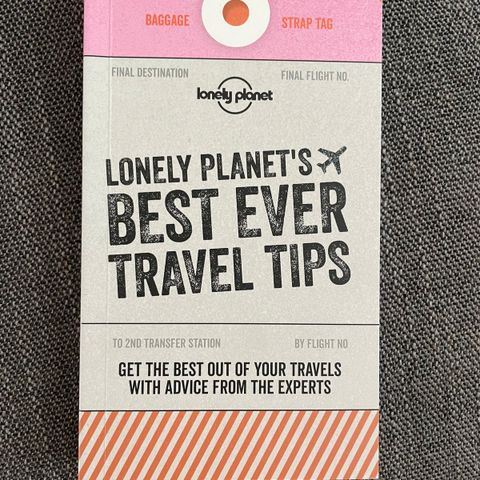 BAGGAGE STRAP TAG
FINAL DESTINATION FINAL FLIGHT NO.
lonely planet
LONELY PLANET'S
BEST EVER
TRAVEL TIPS
TO 2ND TRANSFER STATION BY FLIGHT NO
GET THE BEST OUT OF YOUR TRAVELS
WITH ADVICE FROM THE EXPERTS